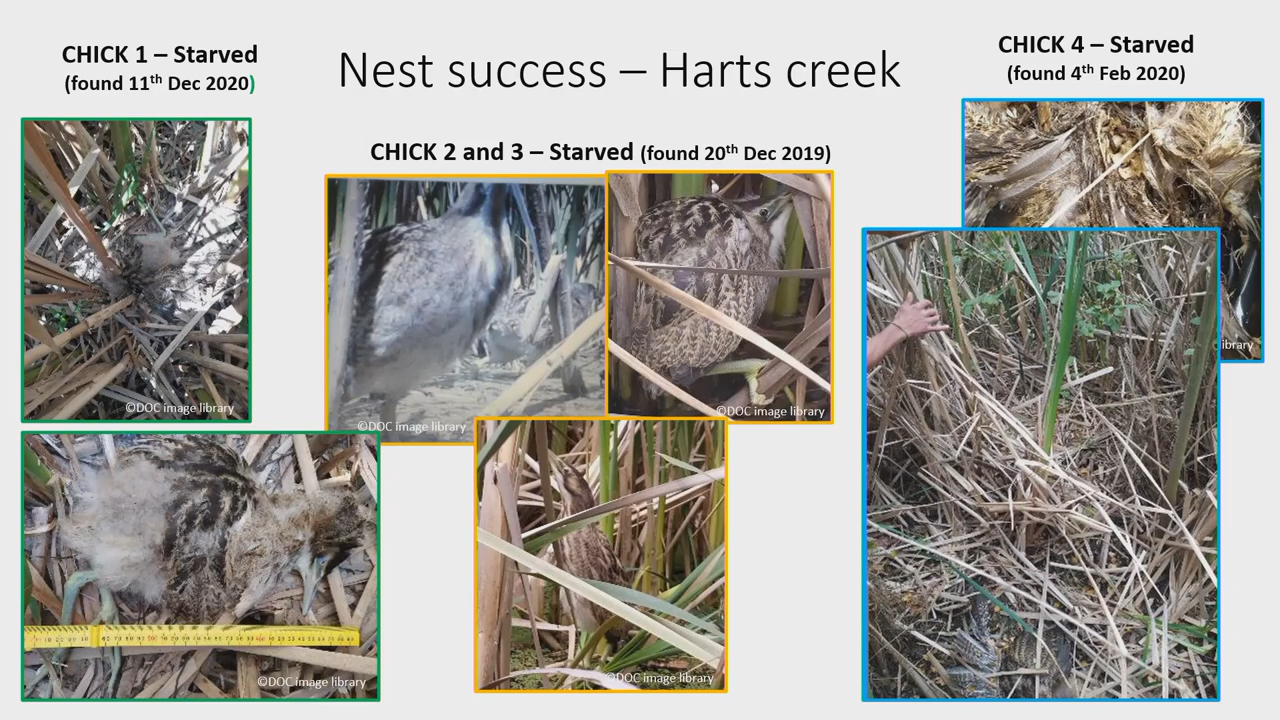 CHICK 1 – Starved
(found 11th Dec 2020)
Nest success – Harts creek
CHICK 4 – Starved
(found 4th Feb 2020)
CHICK 2 and 3 – Starved (found 20th Dec 2019)
©DOC image library
©DOC image library
©DOC image library
©DOC image library
©DOC image library
library